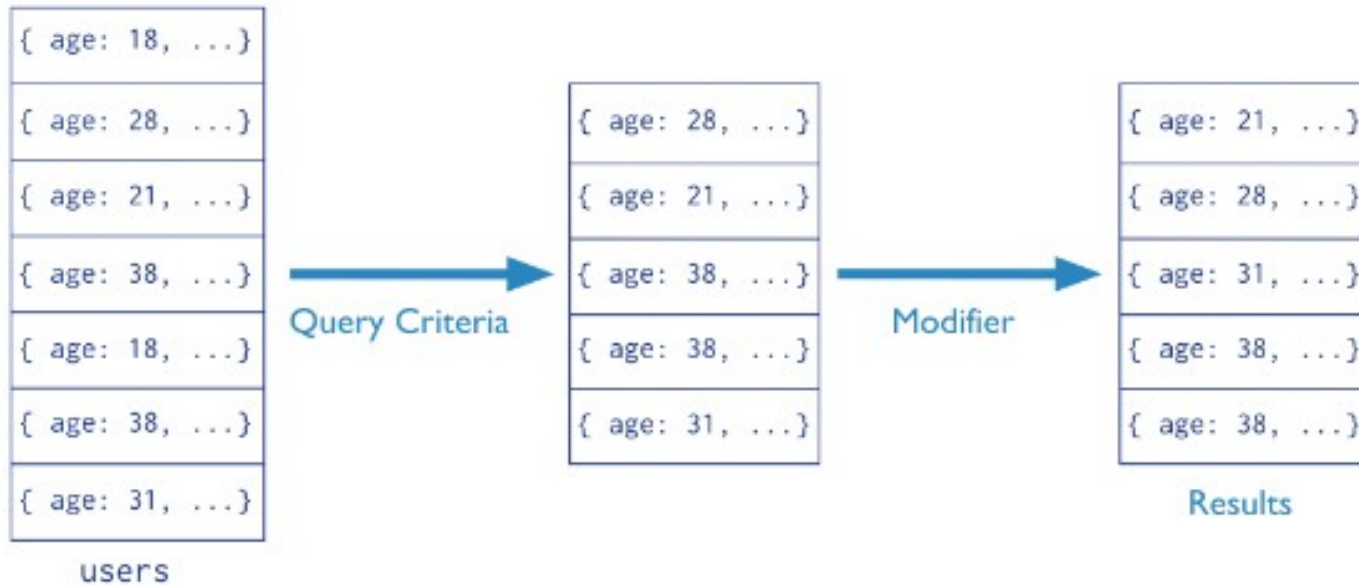 { age: 18, ...}
{ age: 28, ...}
{ age: 21, ...}
{ age: 38, ...}
{ age: 18, ...}
{ age: 38, ...}
{ age: 31, ...}
users
Query Criteria
{ age: 28, ...}
{ age: 21, ...}
{ age: 38, ...}
{ age: 38, ...}
{ age: 31, ...}
Modifier
{ age: 21, ...}
{ age: 28, ...}
{ age: 31, ...}
{ age: 38, ...}
{ age: 38, ...}
Results